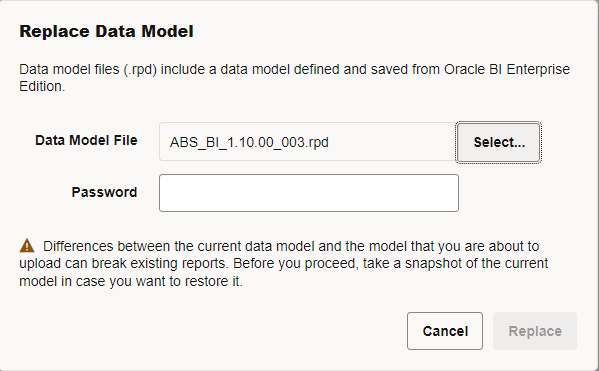 Replace Data Model
Data model files (.rpd) include a data model defined and saved from Oracle BI Enterprise
Edition.
Data Model File ABS_BI_1.10.00_003.rpd Select...
Password
Differences between the current data model and the model that you are about to
upload can break existing reports. Before you proceed, take a snapshot of the current
model in case you want to restore it.
Cancel Replace